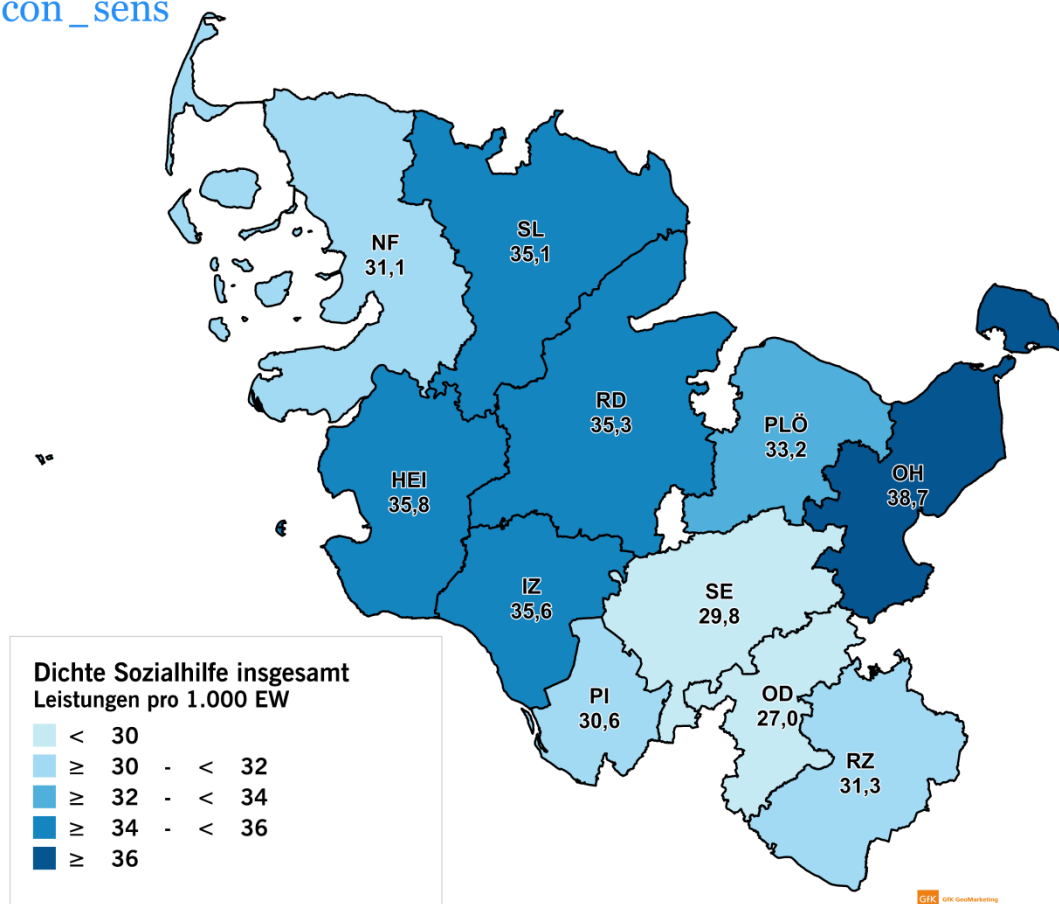 con_sens
NF
31,1
SL
35,1
RD
35,3
PLÖ
33,2
OH
38,7
HEI
35,8
IZ
35,6
SE
29,8
PI
30,6
OD
27,0
RZ
31,3
Dichte Sozialhilfe insgesamt
Leistungen pro 1.000 EW
< 30
≥ 30 - < 32
≥ 32 - < 34
≥ 34 - < 36
≥ 36
GfK GfK GeoMarketing